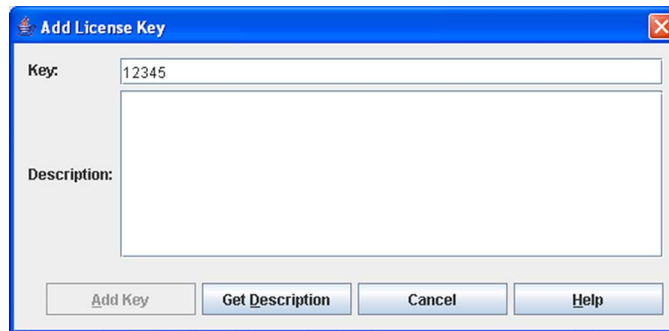 Add License Key
Key: 12345
Description:
Add Key Get Description Cancel Help